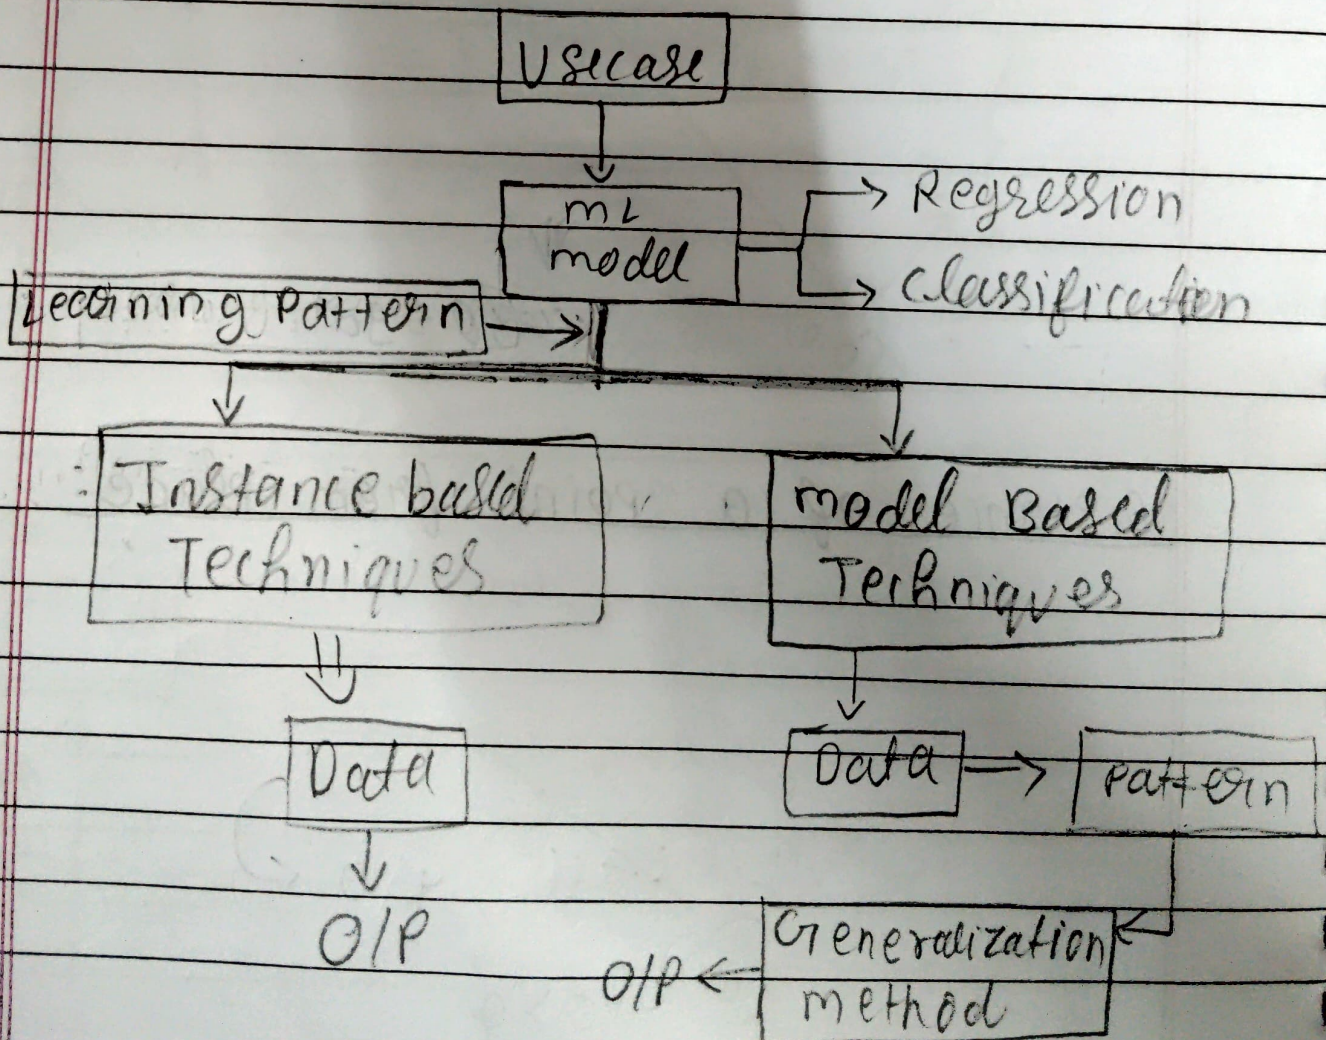 Usecase
ML
model
Regression
Classification
Learning Pattern
Instance based
Techniques
Model Based
Techniques
Data
O/P
Data
Pattern
Generalization
method
O/P